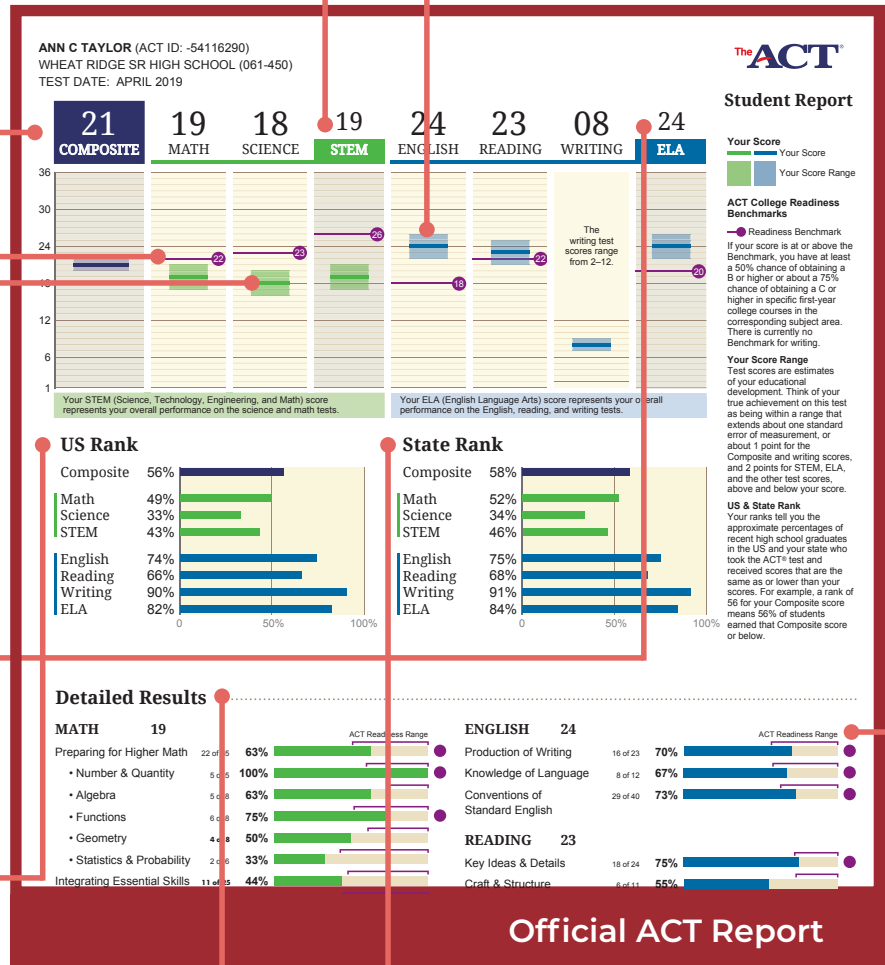 ANN C TAYLOR (ACT ID: -54116290)
WHEAT RIDGE SR HIGH SCHOOL (061-450)
TEST DATE: APRIL 2019
The ACT®
Student Report
21 19 18 19 24 23 08 24
COMPOSITE MATH SCIENCE STEM ENGLISH READING WRITING ELA
36
30
24
12
6
1
22
23
26
18
22
20
The
writing test
scores range
from 2–12.
Your STEM (Science, Technology, Engineering, and Math) score
represents your overall performance on the science and math tests.
Your ELA (English Language Arts) score represents your overall
performance on the English, reading, and writing tests.
Your Score
Your Score
Your Score Range
ACT College Readiness
Benchmarks
Readiness Benchmark
If your score is at or above the
Benchmark, you have at least
a 50% chance of obtaining a
B or higher or about a 75%
chance of obtaining a C or
higher in specific first-year
college courses in the
corresponding subject area.
There is currently no
Benchmark for writing.
Your Score Range
Test scores are estimates
of your educational
development. Think of your
true achievement on this test
as being within a range that
extends about one standard
error of measurement, or
about 1 point for the
Composite and writing scores,
and 2 points for STEM, ELA,
and the other test scores,
above and below your score.
US & State Rank
Your ranks tell you the
approximate percentages of
recent high school graduates
in the US and your state who
took the ACT® test and
received scores that are the
same as or lower than your
scores. For example, a rank of
56 for your Composite score
means 56% of students
earned that Composite score
or below.
US Rank
Composite 56%
Math 49%
Science 33%
STEM 43%
English 74%
Reading 66%
Writing 90%
ELA 82%
0 50% 100%
State Rank
Composite 58%
Math 52%
Science 34%
STEM 46%
English 75%
Reading 68%
Writing 91%
ELA 84%
0 50% 100%
Detailed Results
MATH 19
ACT Readiness Range
Preparing for Higher Math 22 of 63%
• Number & Quantity 5 100%
• Algebra 5 63%
• Functions 6 75%
• Geometry 4 50%
• Statistics & Probability 2 33%
Integrating Essential Skills 11 of 25 44%
ENGLISH 24
ACT Readiness Range
Production of Writing 16 of 23 70%
Knowledge of Language 8 of 12 67%
Conventions of 29 of 40 73%
Standard English
READING 23
Key Ideas & Details 18 of 24 75%
Craft & Structure 6 of 11 55%
Official ACT Report